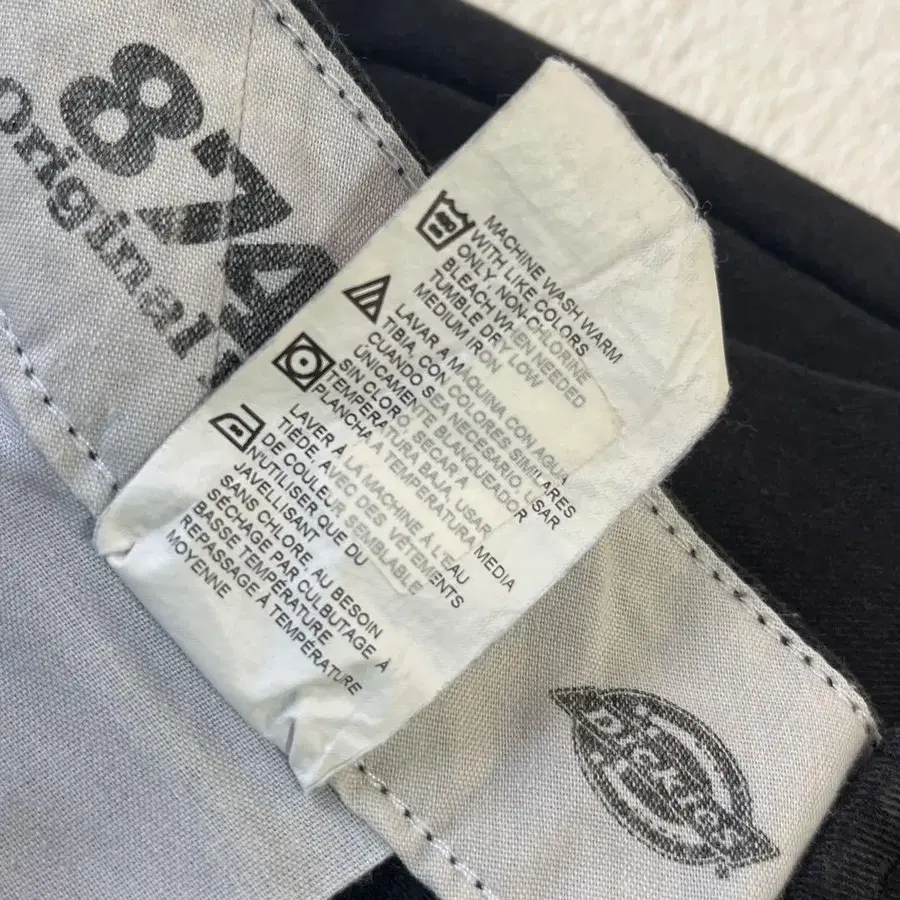 874
Original
MACHINE WASH WARM
WITH LIKE COLORS
ONLY, NON-CHLORINE
BLEACH WHEN NEEDED
TUMBLE DRY LOW
MEDIUM IRON
LAVAR A MAQUINA CON AGUA
TIBIA, CON COLORES SIMILARES
CUANDO SEA NECESARIO, USAR
ÚNICAMENTE BLANQUEADOR
SIN CLORO, SECAR A
TEMPERATURA BAJA, USAR
PLANCHA A TEMPERATURA MEDIA
LAVER À LA MACHINE À L'EAU
TIÈDE AVEC DES VÊTEMENTS
DE COULEUR SEMBLABLE
N'UTILISER QUE DU
JAVELLISANT
SANS CHLORE, AU BESOIN
SÉCHAGE PAR CULBUTAGE À
BASSE TEMPÉRATURE
REPASSAGE À TEMPÉRATURE
MOYENNE
Dickies